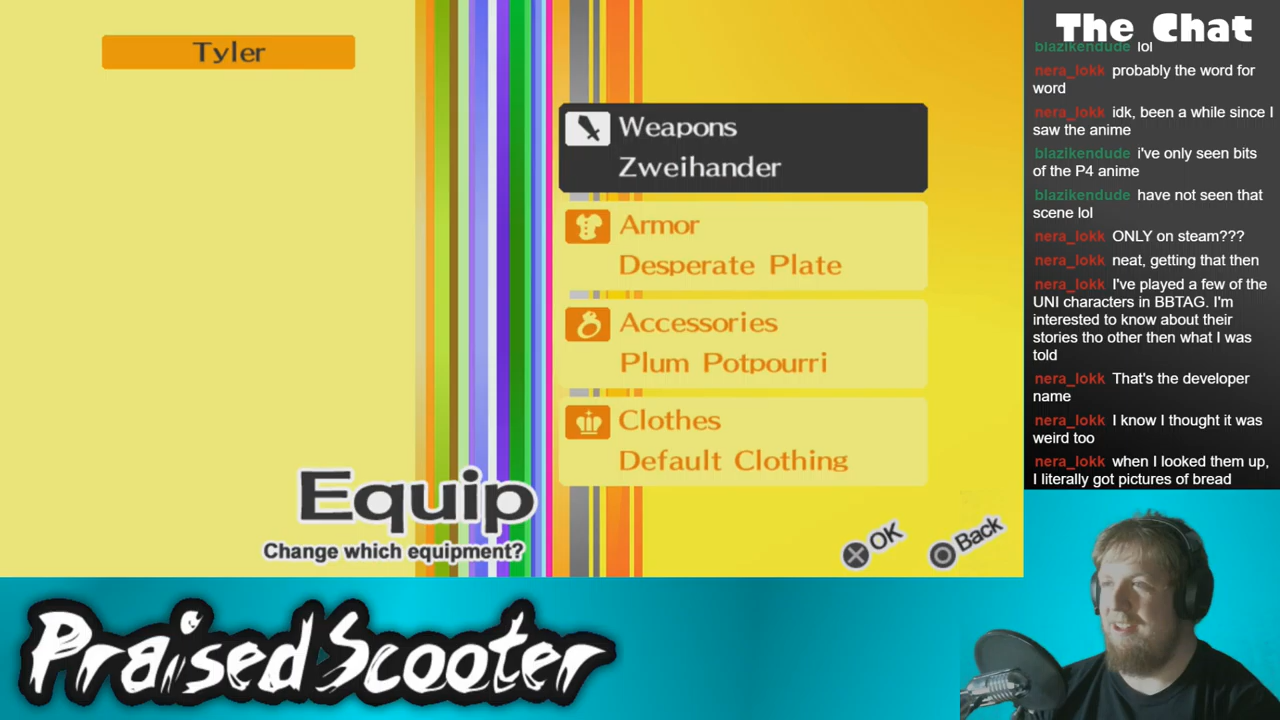 Tyler
Weapons
Zweihander
Armor
Desperate Plate
Accessories
Plum Potpourri
Clothes
Default Clothing
Equip
Change which equipment?
OK
Back
The Chat
blazikendude lol
nera_lokk probably the word for
word
nera_lokk idk, been a while since I
saw the anime
blazikendude i've only seen bits
of the P4 anime
blazikendude have not seen that
scene lol
nera_lokk ONLY on steam???
nera_lokk neat, getting that then
nera_lokk I've played a few of the
UNI characters in BBTAG. I'm
interested to know about their
stories tho other then what I was
told
nera_lokk That's the developer
name
nera_lokk I know I thought it was
weird too
nera_lokk when I looked them up,
I literally got pictures of bread
PraisedScooter